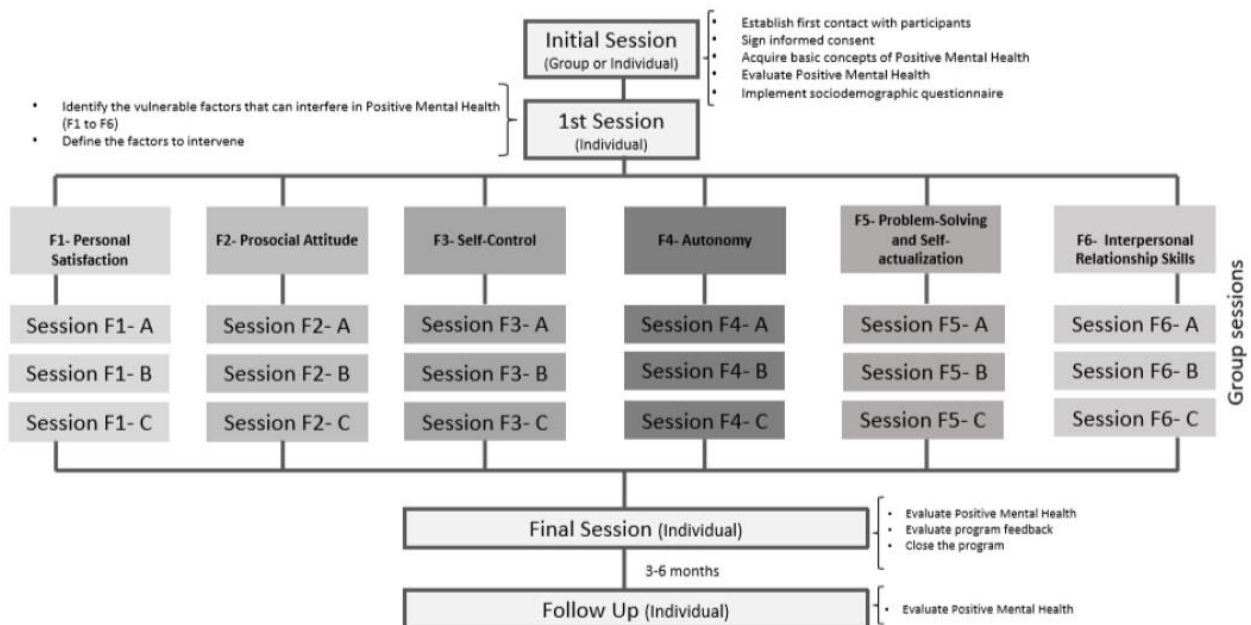 Initial Session
(Group or Individual)
• Establish first contact with participants
• Sign informed consent
• Acquire basic concepts of Positive Mental Health
• Evaluate Positive Mental Health
• Implement sociodemographic questionnaire
• Identify the vulnerable factors that can interfere in Positive Mental Health
(F1 to F6)
• Define the factors to intervene
1st Session
(Individual)
F1- Personal
Satisfaction
F2- Prosocial Attitude
F3- Self-Control
F4- Autonomy
F5- Problem-Solving
and Self-
actualization
F6- Interpersonal
Relationship Skills
Session F1- A
Session F2- A
Session F3- A
Session F4- A
Session F5- A
Session F6- A
Session F1- B
Session F2- B
Session F3- B
Session F4- B
Session F5- B
Session F6- B
Session F1- C
Session F2- C
Session F3- C
Session F4- C
Session F5- C
Session F6- C
Group sessions
Final Session (Individual)
• Evaluate Positive Mental Health
• Evaluate program feedback
• Close the program
3-6 months
Follow Up (Individual)
• Evaluate Positive Mental Health